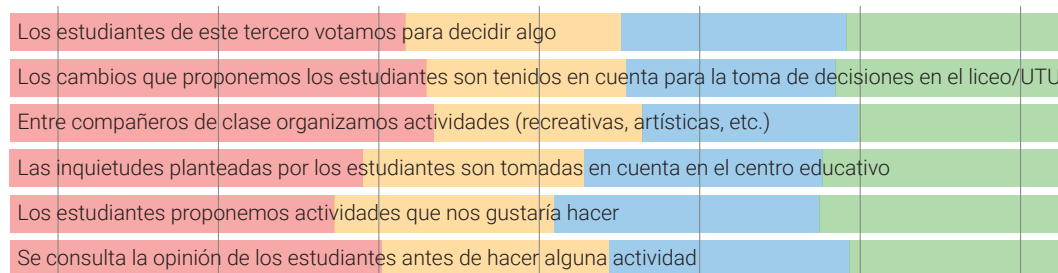 Los estudiantes de este tercero votamos para decidir algo
Los cambios que proponemos los estudiantes son tenidos en cuenta para la toma de decisiones en el liceo/UTU
Entre compañeros de clase organizamos actividades (recreativas, artísticas, etc.)
Las inquietudes planteadas por los estudiantes son tomadas en cuenta en el centro educativo
Los estudiantes proponemos actividades que nos gustaría hacer
Se consulta la opinión de los estudiantes antes de hacer alguna actividad